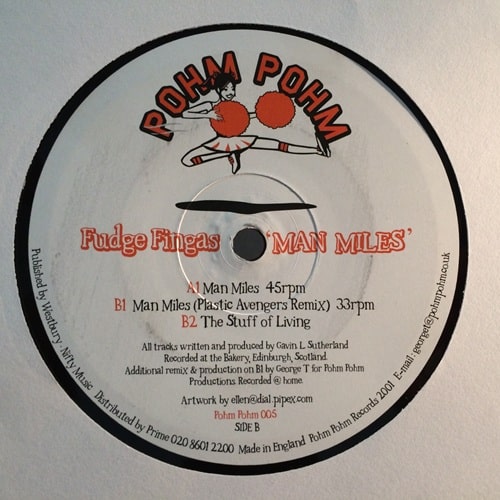 POHM POHM
Fudge Fingas 'MAN MILES'
A1 Man Miles 45rpm
B1 Man Miles (Plastic Avengers Remix) 33rpm
B2 The Stuff of Living
All tracks written and produced by Gavin L Sutherland
Recorded at the Bakery, Edinburgh, Scotland.
Additional remix & production on B1 by George T for Pohm Pohm
Productions. Recorded @ home.
Artwork by ellen@dial.pipex.com
Pohm Pohm 005
SIDE B
Published by Westbury. Nifty Music Distributed by Prime 020 8601 2200 Made in England Pohm Pohm Records 2001 E-mail: georget@pohmpohm.co.uk